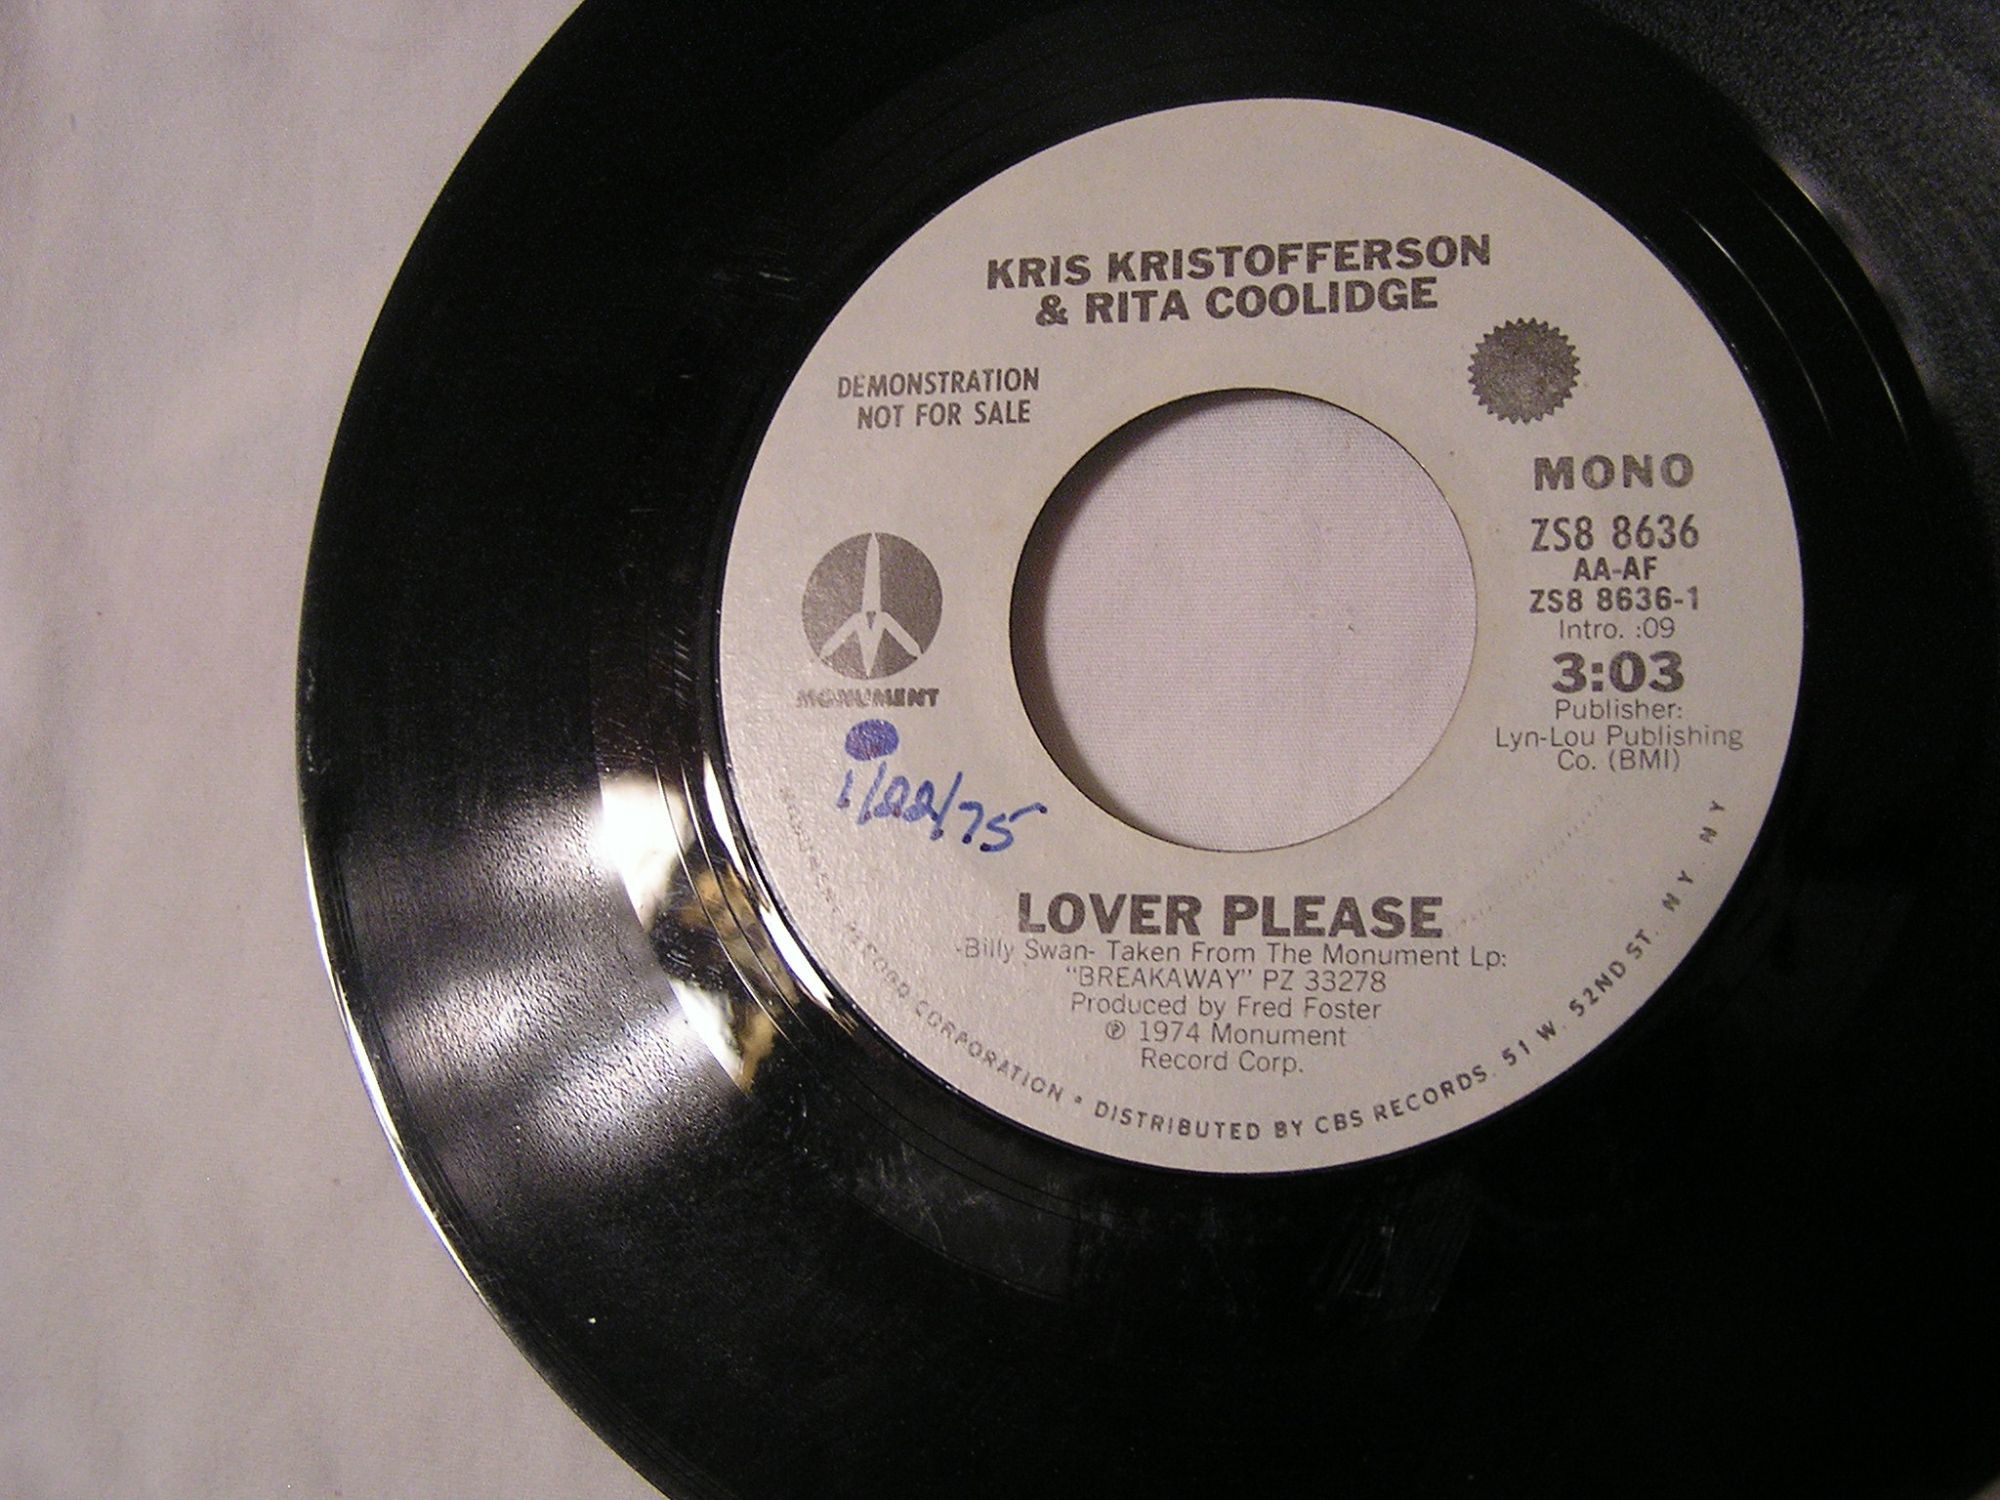 KRIS KRISTOFFERSON
& RITA COOLIDGE
DEMONSTRATION
NOT FOR SALE
MONO
ZS8 8636
AA-AF
ZS8 8636-1
Intro. :09
3:03
Publisher:
Lyn-Lou Publishing
Co. (BMI)
MONUMENT
1/22/75
LOVER PLEASE
-Billy Swan- Taken From The Monument Lp:
"BREAKAWAY" PZ 33278
Produced by Fred Foster
℗ 1974 Monument
Record Corp.
MONUMENT RECORD CORPORATION • DISTRIBUTED BY CBS RECORDS. 51 W. 52ND ST. N Y. N Y